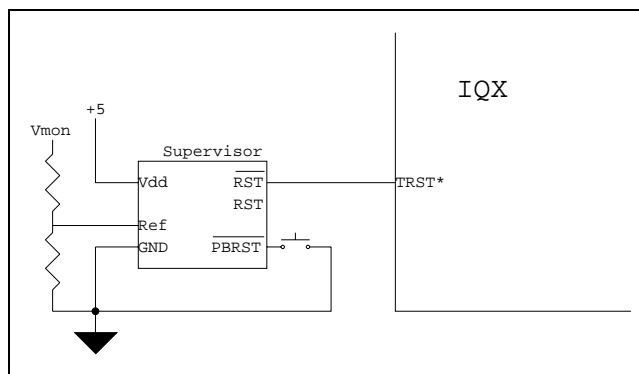 IQX
+5
Vmon
Supervisor
Vdd
RST
TRST*
RST
Ref
GND
PBRST